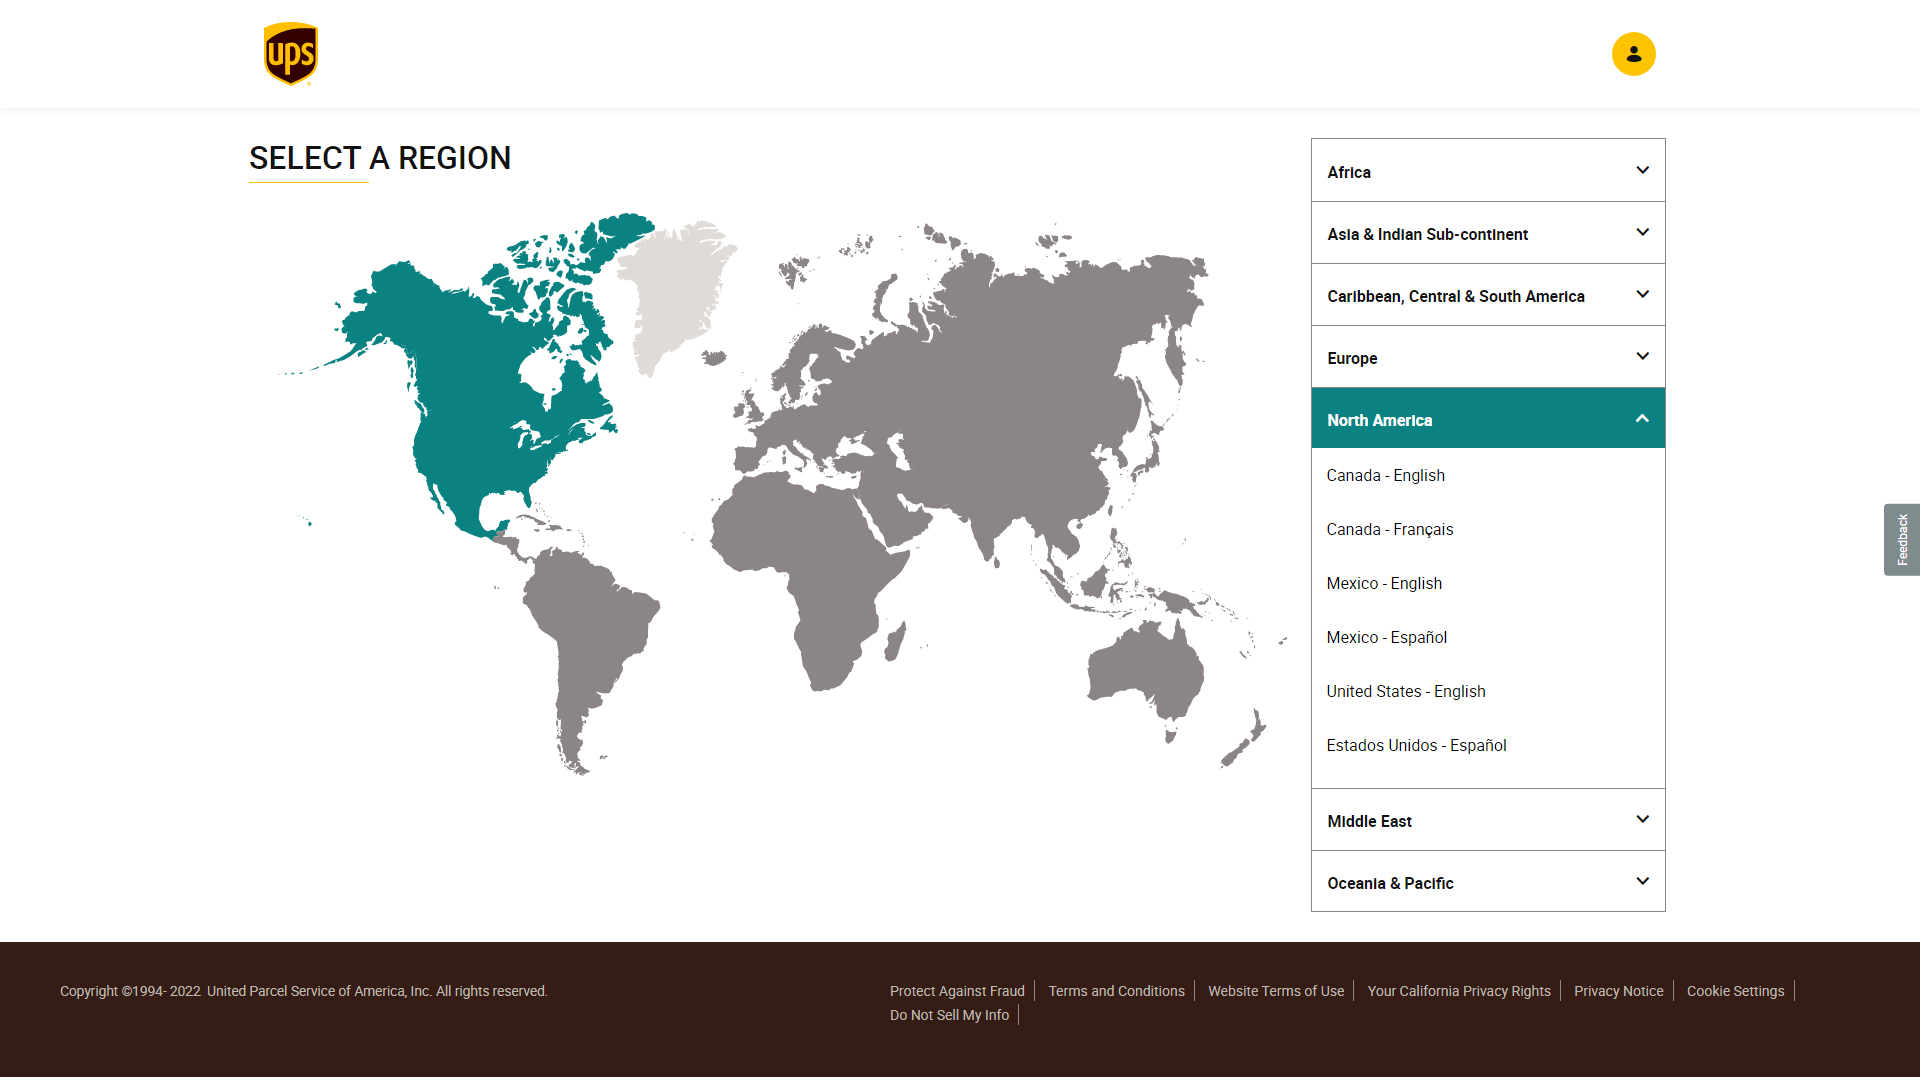 ups
SELECT A REGION
Africa
Asia & Indian Sub-continent
Caribbean, Central & South America
Europe
North America
Canada - English
Canada - Français
Mexico - English
Mexico - Español
United States - English
Estados Unidos - Español
Middle East
Oceania & Pacific
Feedback
Copyright ©1994- 2022 United Parcel Service of America, Inc. All rights reserved.
Protect Against Fraud
Terms and Conditions
Website Terms of Use
Your California Privacy Rights
Privacy Notice
Cookie Settings
Do Not Sell My Info